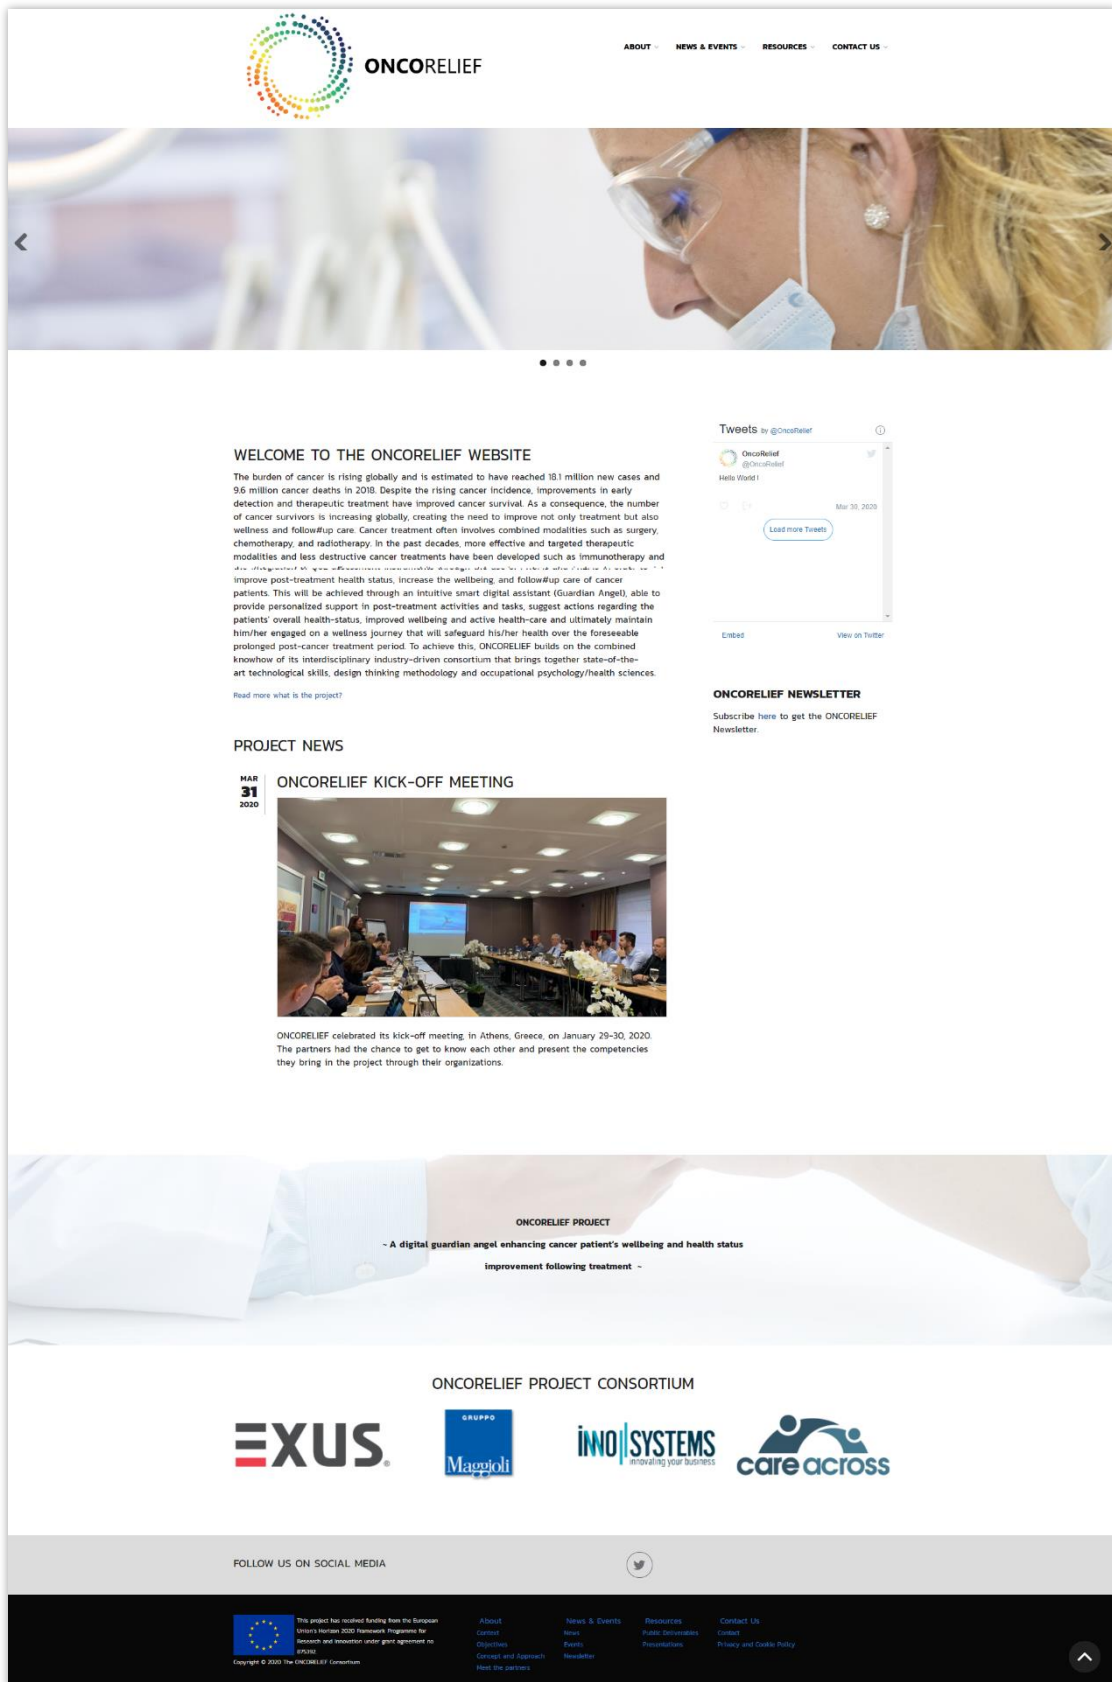 ONCORELIEF
ABOUT
NEWS & EVENTS
RESOURCES
CONTACT US
WELCOME TO THE ONCORELIEF WEBSITE
The burden of cancer is rising globally and is estimated to have reached 18.1 million new cases and
9.6 million cancer deaths in 2018. Despite the rising cancer incidence, improvements in early
detection and therapeutic treatment have improved cancer survival. As a consequence, the number
of cancer survivors is increasing globally, creating the need to improve not only treatment but also
wellness and follow#up care. Cancer treatment often involves combined modalities such as surgery,
chemotherapy, and radiotherapy. In the past decades, more effective and targeted therapeutic
modalities and less destructive cancer treatments have been developed such as immunotherapy and
improve post-treatment health status, increase the wellbeing, and follow#up care of cancer
patients. This will be achieved through an intuitive smart digital assistant (Guardian Angel), able to
provide personalized support in post-treatment activities and tasks, suggest actions regarding the
patients' overall health-status, improved wellbeing and active health-care and ultimately maintain
him/her engaged on a wellness journey that will safeguard his/her health over the foreseeable
prolonged post-cancer treatment period. To achieve this, ONCORELIEF builds on the combined
knowhow of its interdisciplinary industry-driven consortium that brings together state-of-the-
art technological skills, design thinking methodology and occupational psychology/health sciences.
Read more what is the project?
Tweets by @OncoRelief
OncoRelief
@OncoRelief
Hello World !
Mar 30, 2020
Load more Tweets
Embed
View on Twitter
ONCORELIEF NEWSLETTER
Subscribe here to get the ONCORELIEF
Newsletter.
PROJECT NEWS
MAR
31
2020
ONCORELIEF KICK-OFF MEETING
ONCORELIEF celebrated its kick-off meeting, in Athens, Greece, on January 29-30, 2020.
The partners had the chance to get to know each other and present the competencies
they bring in the project through their organizations.
ONCORELIEF PROJECT
~ A digital guardian angel enhancing cancer patient's wellbeing and health status
improvement following treatment ~
ONCORELIEF PROJECT CONSORTIUM
EXUS
GRUPPO
Maggioli
INNO||SYSTEMS
innovating your business
care across
FOLLOW US ON SOCIAL MEDIA
This project has received funding from the European
Union's Horizon 2020 Framework Programme for
Research and Innovation under grant agreement no
875392.
Copyright © 2020 The ONCORELIEF Consortium
About
Context
Objectives
Concept and Approach
Meet the partners
News & Events
News
Events
Newsletter
Resources
Public Deliverables
Presentations
Contact Us
Contact
Privacy and Cookie Policy